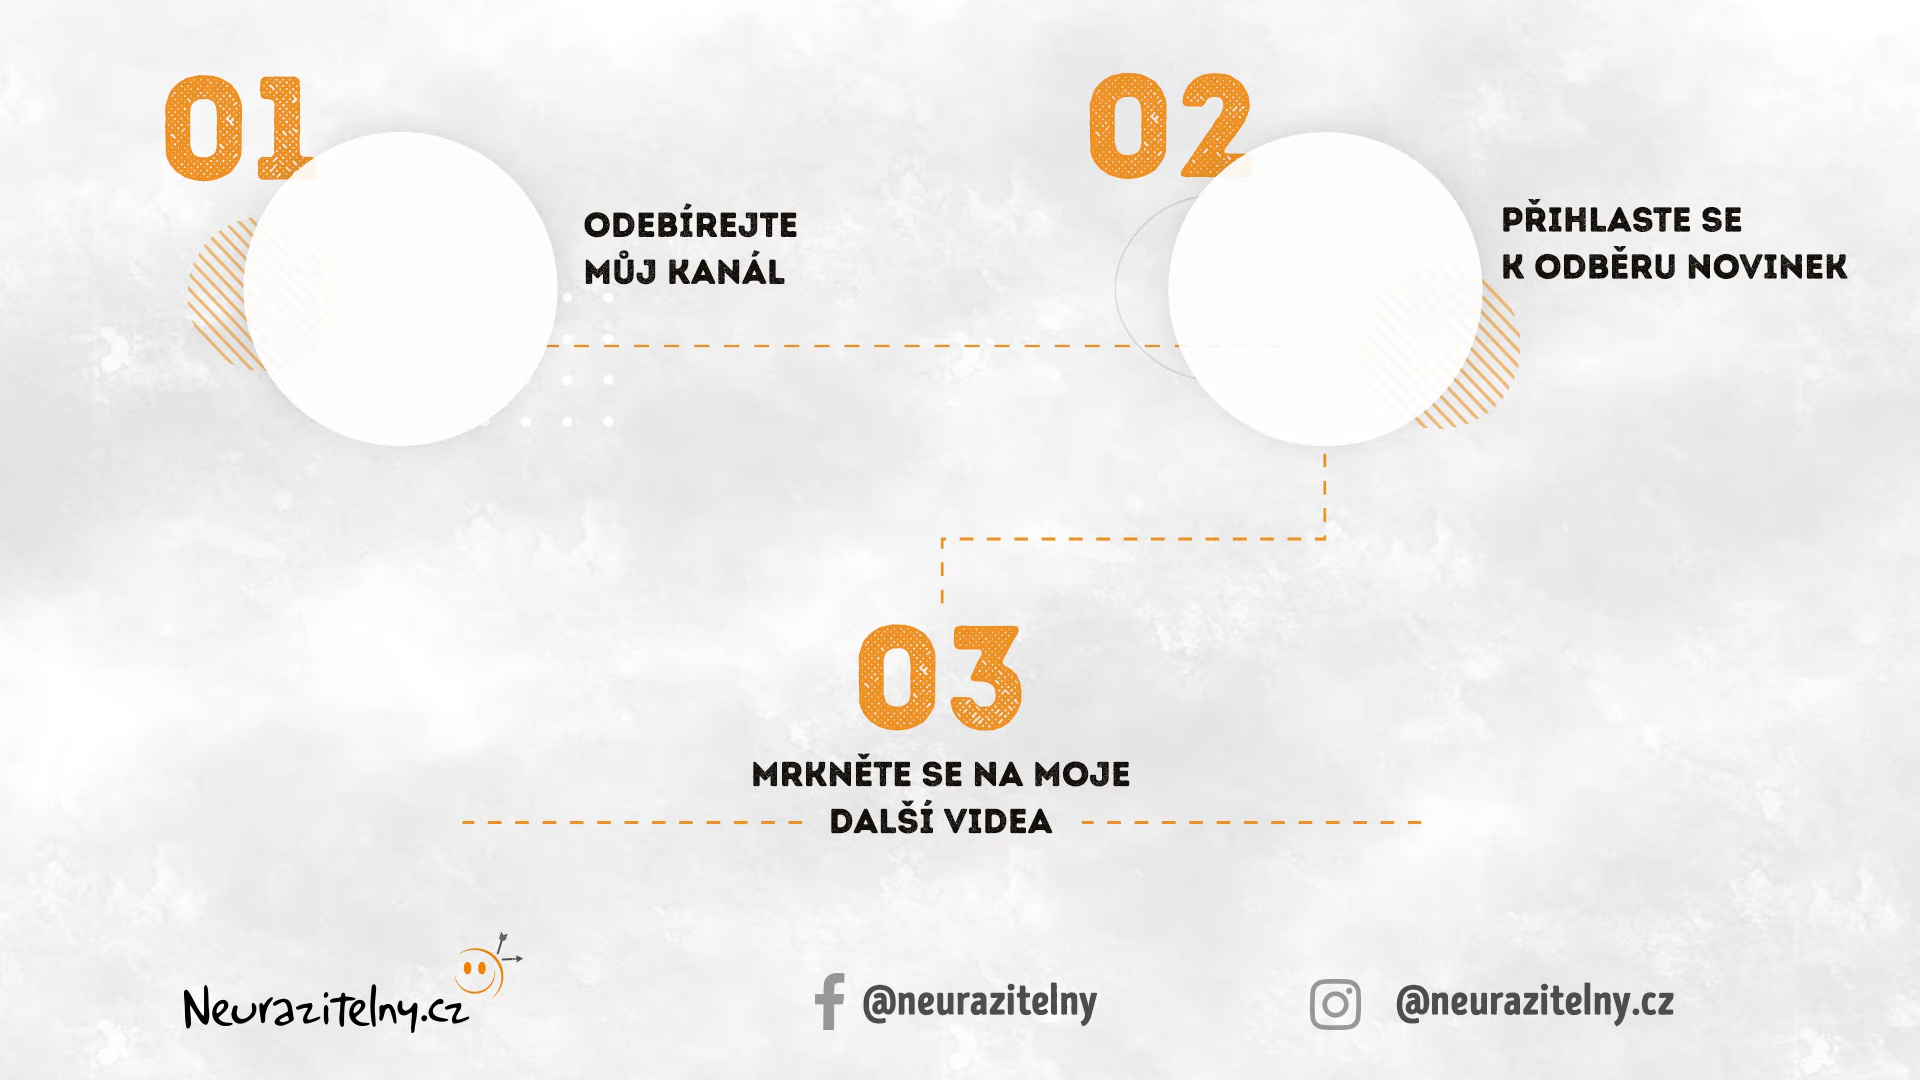 01
ODEBÍREJTE
MŮJ KANÁL
02
PŘIHLASTE SE
K ODBĚRU NOVINEK
03
MRKNĚTE SE NA MOJE
DALŠÍ VIDEA
Neurazitelny.cz
@neurazitelny
@neurazitelny.cz